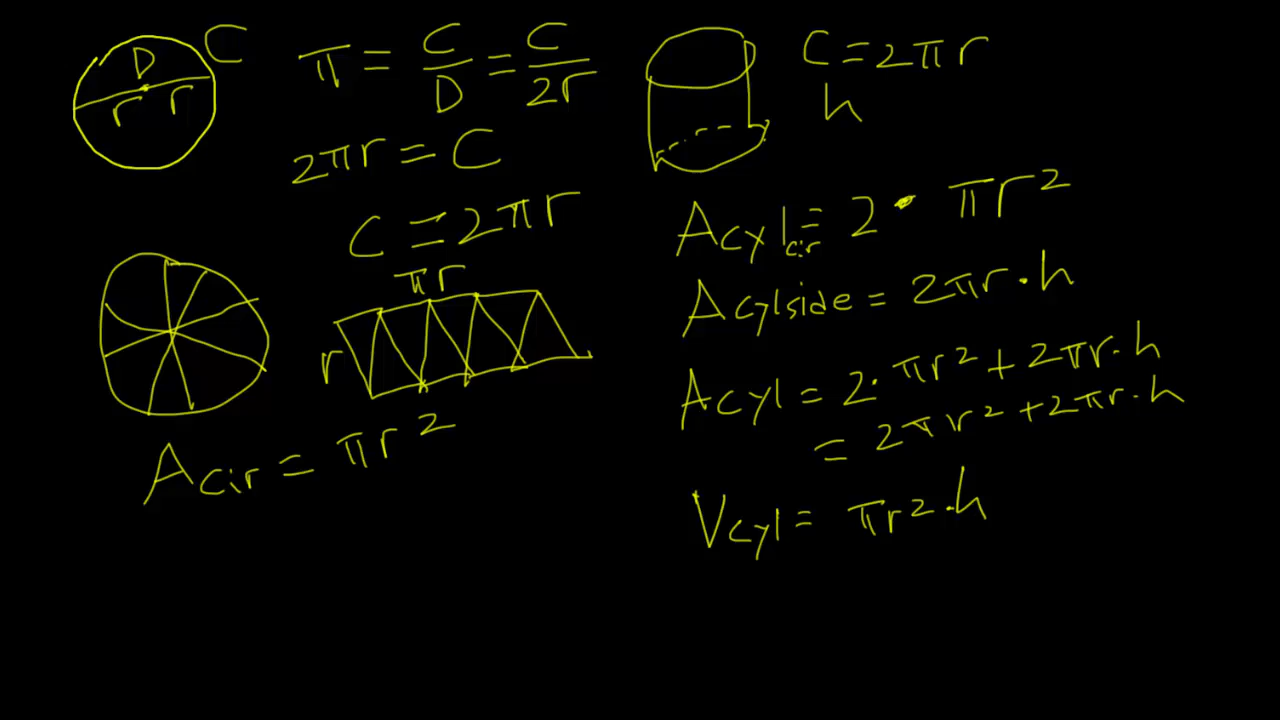 D C
r r
π = C/D = C/2r
2πr = C
C = 2πr
πr
r
Acir = πr²
C = 2πr
h
Acylcir = 2 · πr²
Acylside = 2πr · h
Acyl = 2 · πr² + 2πr · h
= 2πr² + 2πr · h
Vcyl = πr² · h